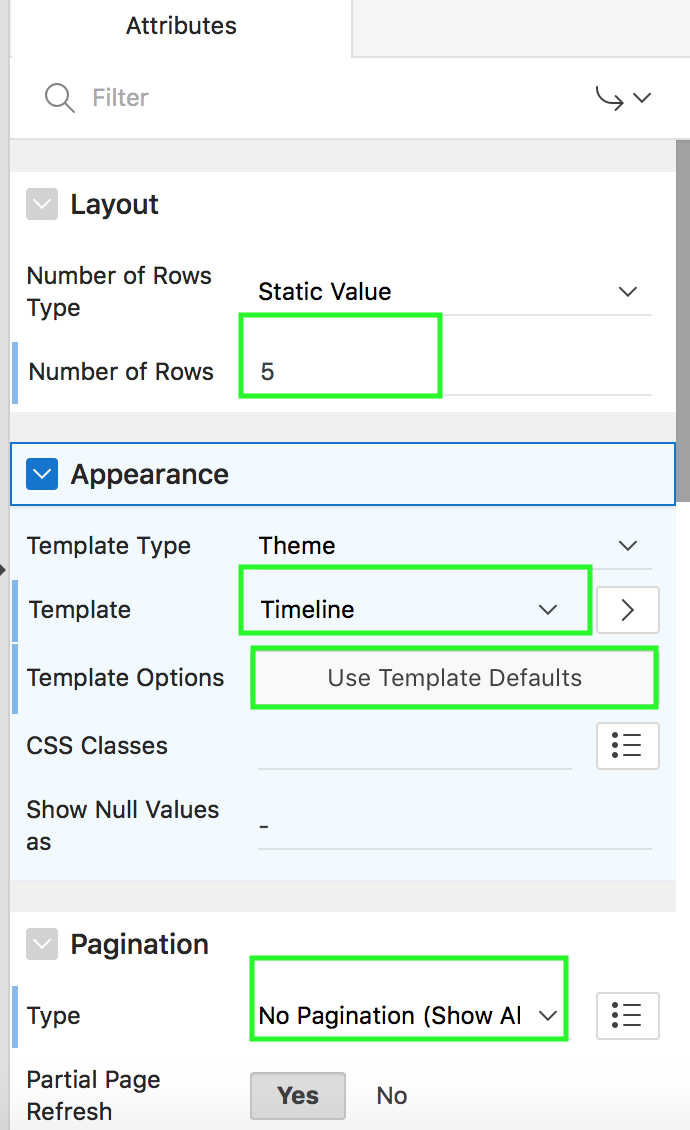 Attributes
Filter
Layout
Number of Rows
Type
Static Value
Number of Rows
5
Appearance
Template Type
Theme
Template
Timeline
Template Options
Use Template Defaults
CSS Classes
Show Null Values
as
-
Pagination
Type
No Pagination (Show Al
Partial Page
Refresh
Yes
No